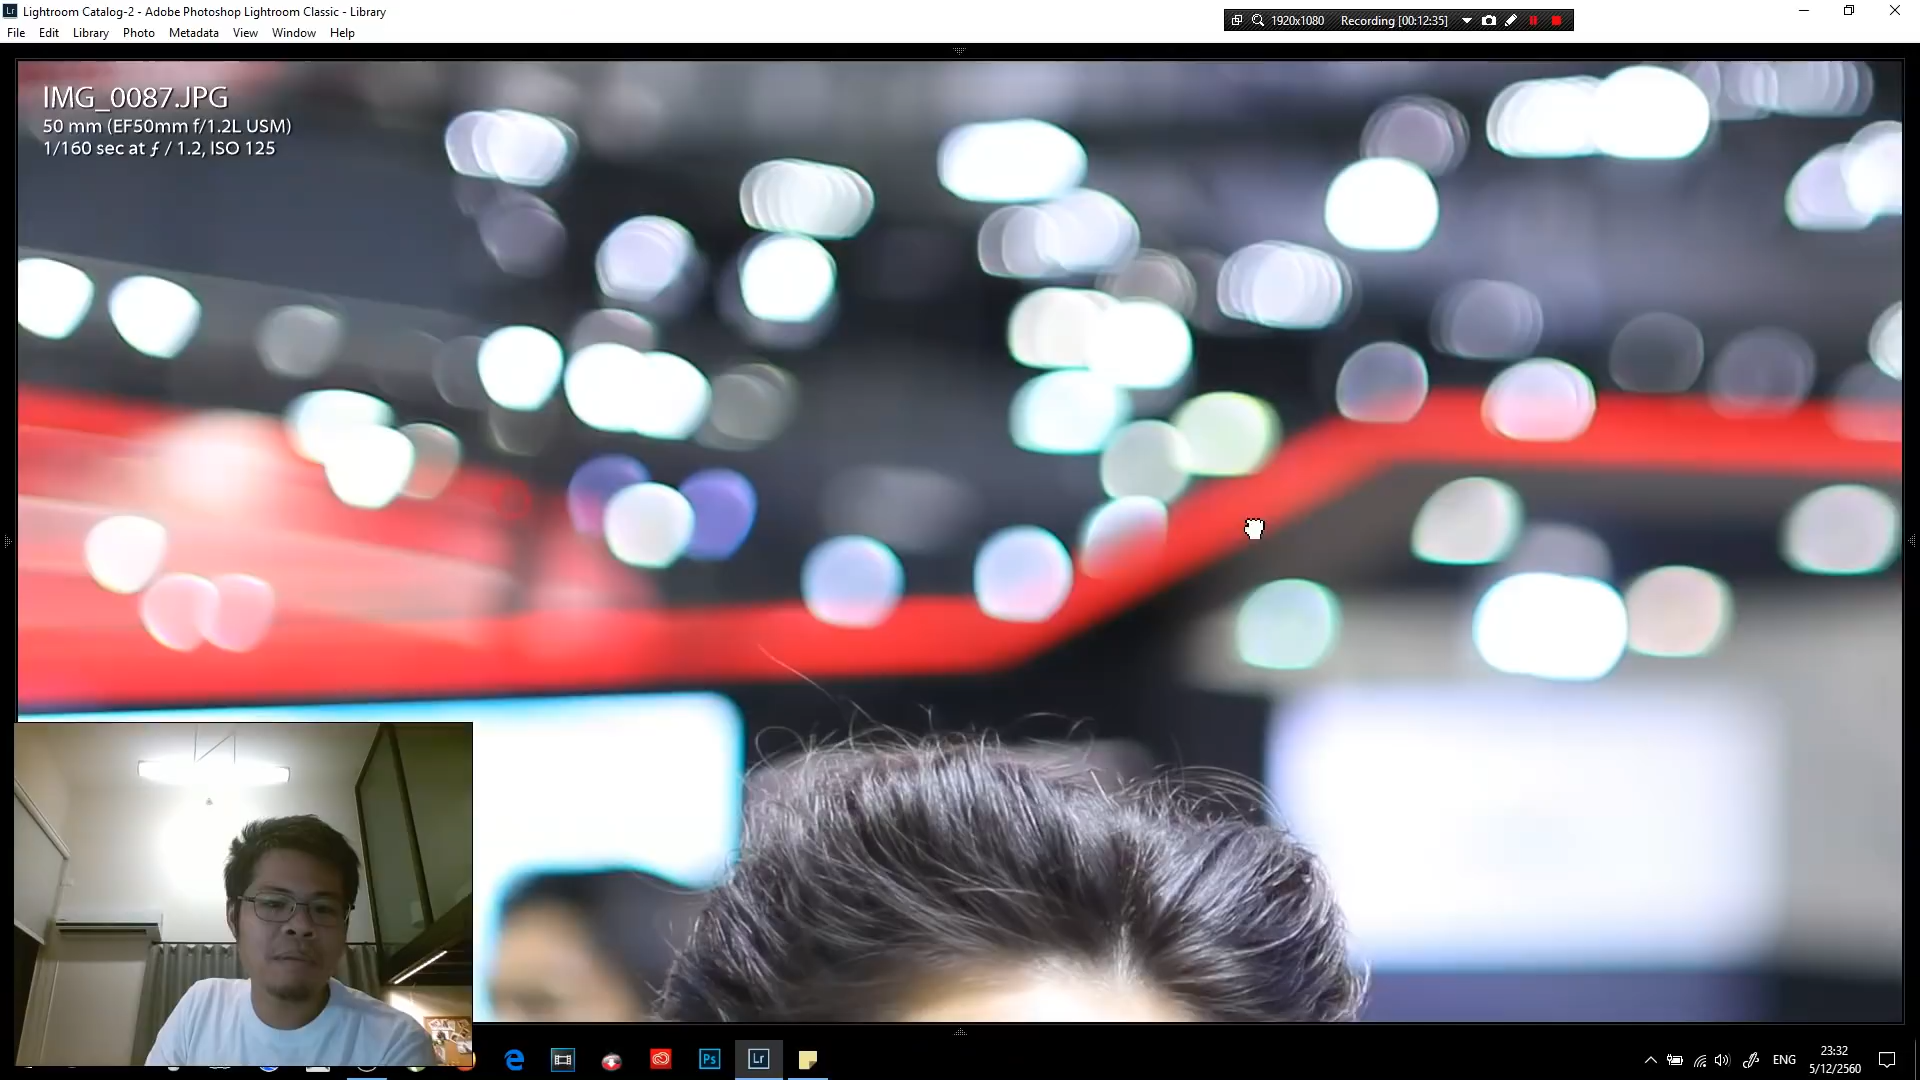 Lr Lightroom Catalog-2 - Adobe Photoshop Lightroom Classic - Library
1920x1080 Recording [00:12:35]
File Edit Library Photo Metadata View Window Help
IMG_0087.JPG
50 mm (EF50mm f/1.2L USM)
1/160 sec at ƒ / 1.2, ISO 125
Ps Lr
ENG
23:32
5/12/2560